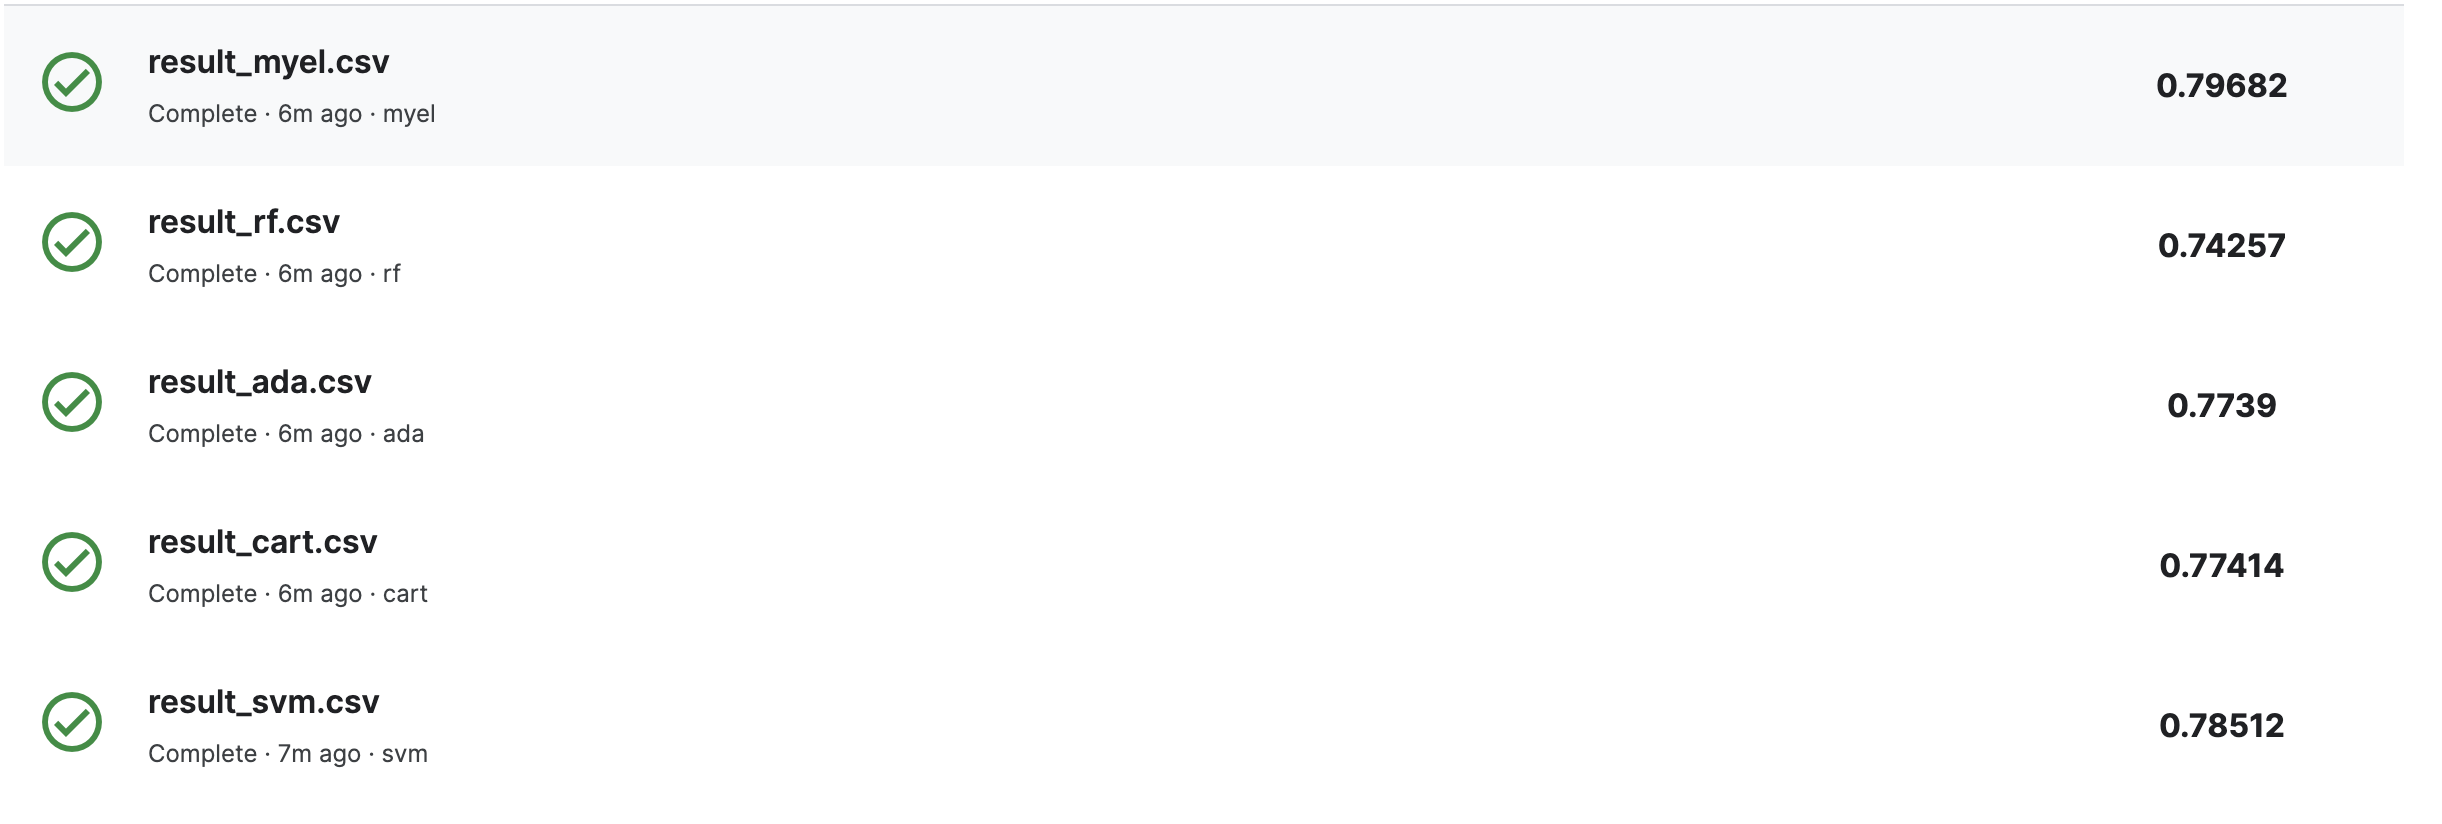 result_myel.csv
Complete · 6m ago · myel
0.79682
result_rf.csv
Complete · 6m ago · rf
0.74257
result_ada.csv
Complete · 6m ago · ada
0.7739
result_cart.csv
Complete · 6m ago · cart
0.77414
result_svm.csv
Complete · 7m ago · svm
0.78512